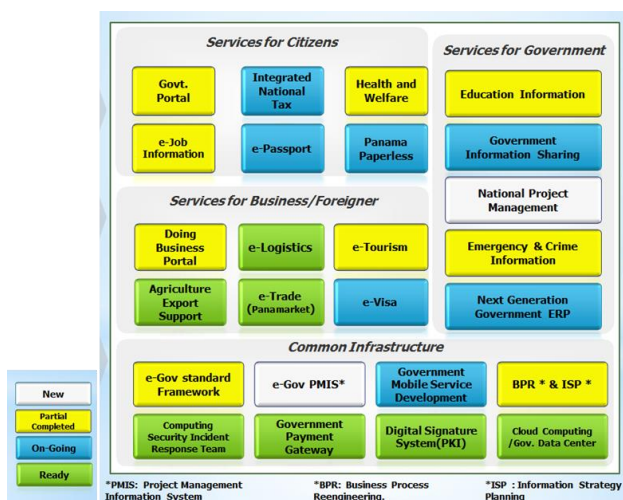 Services for Citizens
Govt.
Portal
Integrated
National
Tax
Health and
Welfare
e-Job
Information
e-Passport
Panama
Paperless
Services for Government
Education Information
Government
Information Sharing
National Project
Management
Emergency & Crime
Information
Next Generation
Government ERP
Services for Business/Foreigner
Doing
Business
Portal
e-Logistics
e-Tourism
Agriculture
Export
Support
e-Trade
(Panamarket)
e-Visa
Common Infrastructure
e-Gov standard
Framework
e-Gov PMIS*
Government
Mobile Service
Development
BPR * & ISP *
Computing
Security Incident
Response Team
Government
Payment
Gateway
Digital Signature
System(PKI)
Cloud Computing
/Gov. Data Center
New
Partial
Completed
On-Going
Ready
*PMIS: Project Management
Information System
*BPR: Business Process
Reengineering.
*ISP : Information Strategy
Planning